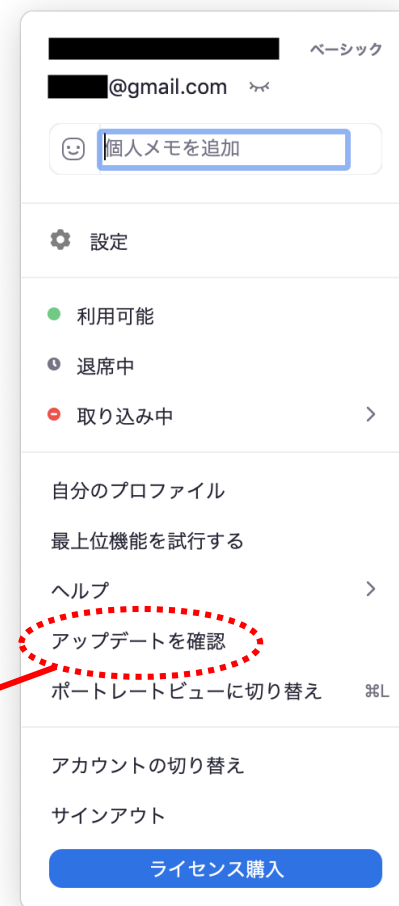 ベーシック
@gmail.com
個人メモを追加
設定
利用可能
退席中
取り込み中
自分のプロファイル
最上位機能を試行する
ヘルプ
アップデートを確認
ポートレートビューに切り替え ⌘L
アカウントの切り替え
サインアウト
ライセンス購入